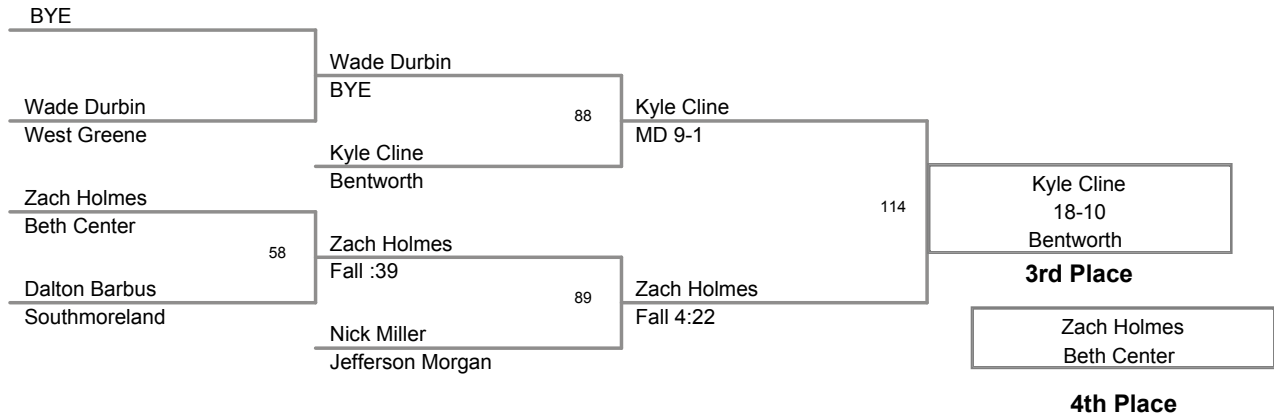 BYE
Wade Durbin
West Greene
Zach Holmes
Beth Center
58
Dalton Barbus
Southmoreland
Wade Durbin
BYE
88
Kyle Cline
Bentworth
Zach Holmes
Fall :39
89
Nick Miller
Jefferson Morgan
Kyle Cline
MD 9-1
114
Zach Holmes
Fall 4:22
Kyle Cline
18-10
Bentworth
3rd Place
Zach Holmes
Beth Center
4th Place